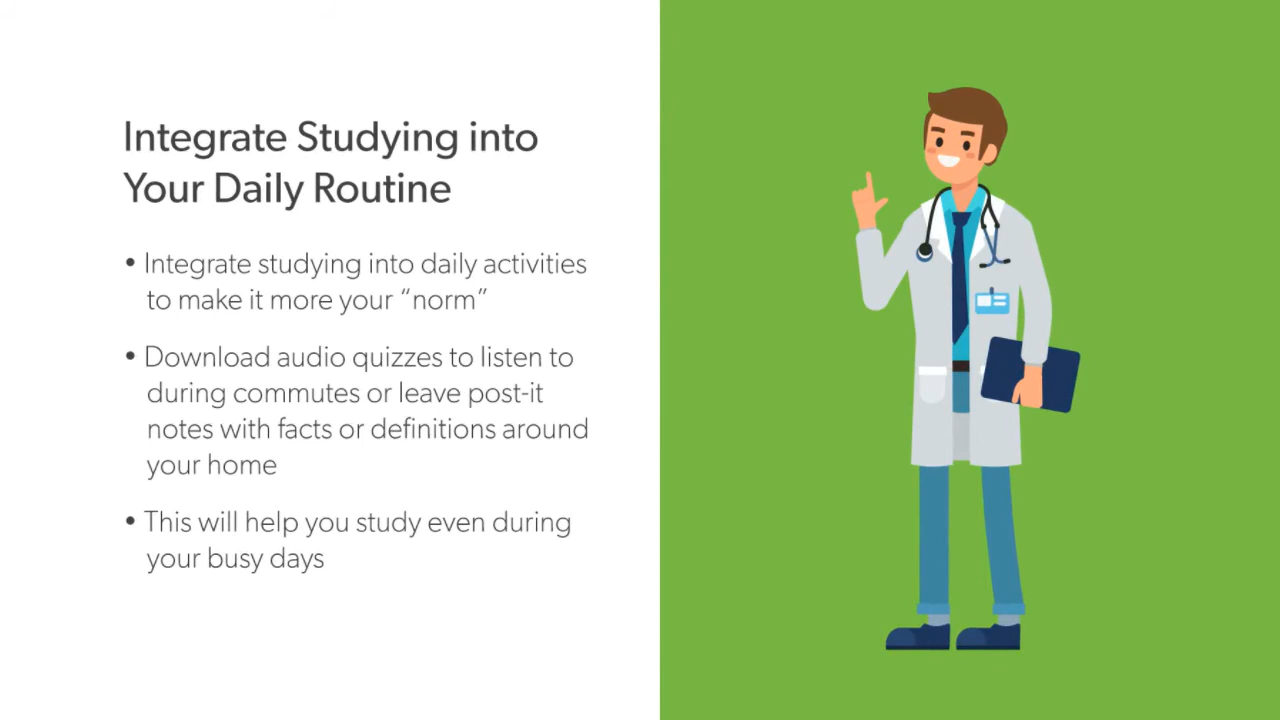 Integrate Studying into
Your Daily Routine
• Integrate studying into daily activities
to make it more your “norm”
• Download audio quizzes to listen to
during commutes or leave post-it
notes with facts or definitions around
your home
• This will help you study even during
your busy days